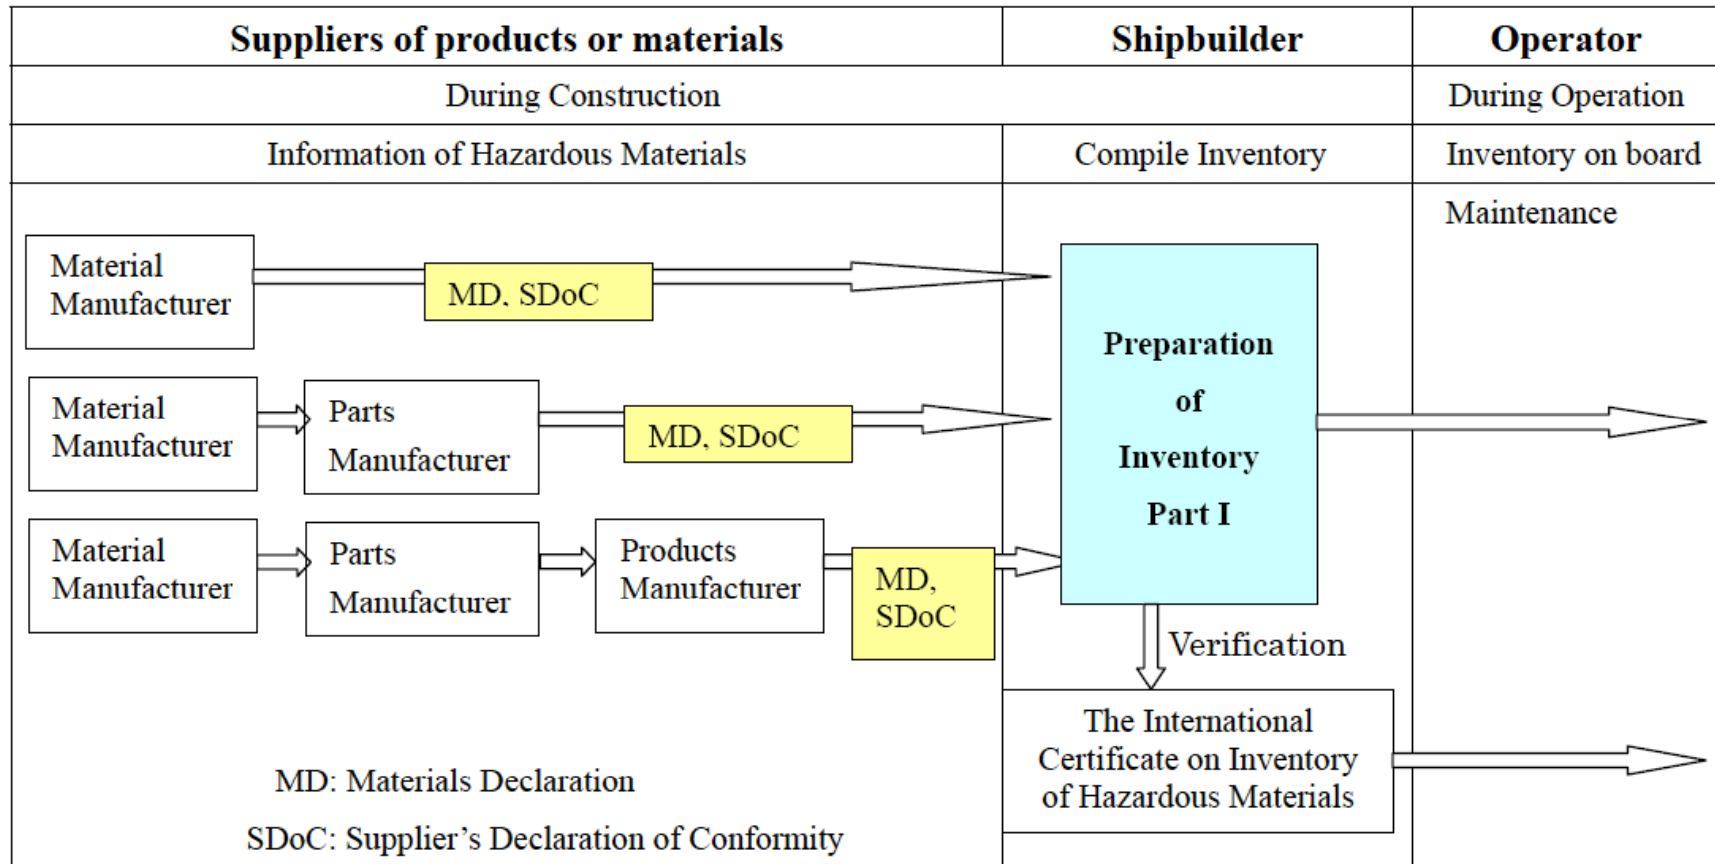 Suppliers of products or materials
Shipbuilder
Operator
During Construction
During Operation
Information of Hazardous Materials
Compile Inventory
Inventory on board
Maintenance
Material
Manufacturer
MD, SDoC
Material
Manufacturer
Parts
Manufacturer
MD, SDoC
Material
Manufacturer
Parts
Manufacturer
Products
Manufacturer
MD,
SDoC
Preparation
of
Inventory
Part I
Verification
The International
Certificate on Inventory
of Hazardous Materials
MD: Materials Declaration
SDoC: Supplier’s Declaration of Conformity